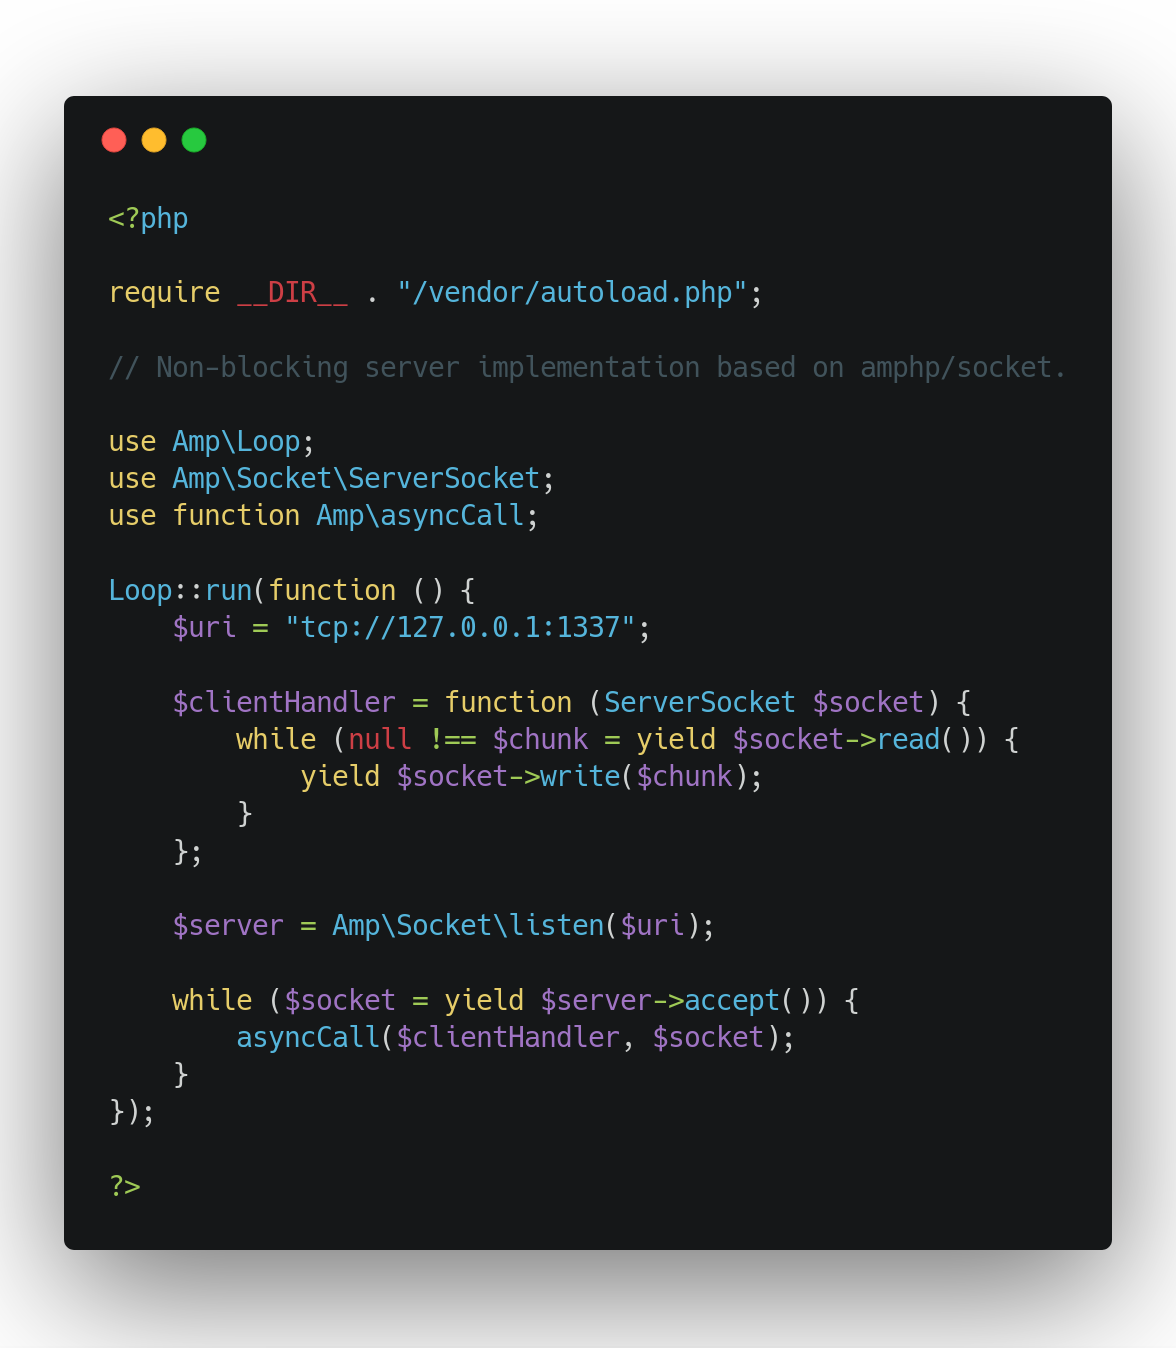 <?php

require __DIR__ . "/vendor/autoload.php";

// Non-blocking server implementation based on amphp/socket.

use Amp\Loop;
use Amp\Socket\ServerSocket;
use function Amp\asyncCall;

Loop::run(function () {
    $uri = "tcp://127.0.0.1:1337";

    $clientHandler = function (ServerSocket $socket) {
        while (null !== $chunk = yield $socket->read()) {
            yield $socket->write($chunk);
        }
    };

    $server = Amp\Socket\listen($uri);

    while ($socket = yield $server->accept()) {
        asyncCall($clientHandler, $socket);
    }
});

?>